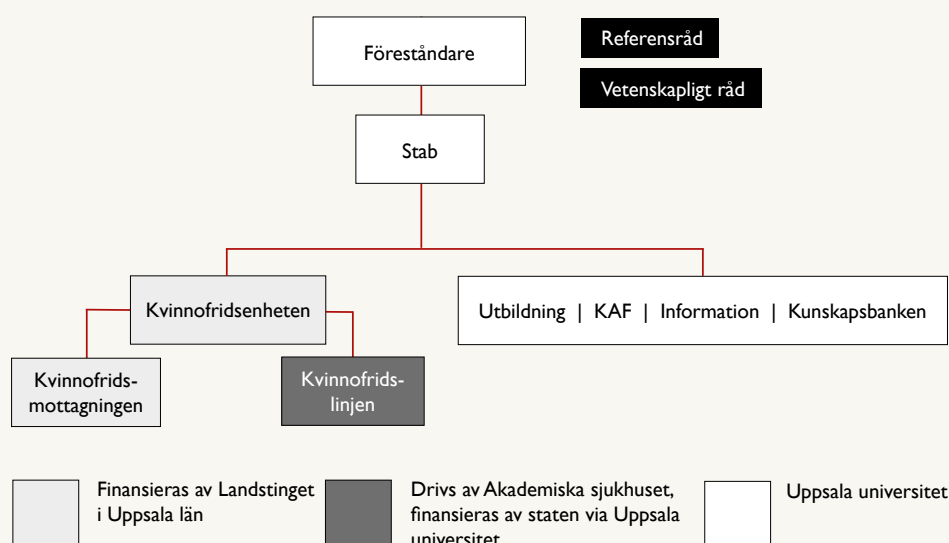 Föreståndare
Referensråd
Vetenskapligt råd
Stab
Kvinnofridsenheten
Utbildning | KAF | Information | Kunskapsbanken
Kvinnofrids-
mottagningen
Kvinnofrids-
linjen
Finansieras av Landstinget
i Uppsala län
Drivs av Akademiska sjukhuset,
finansieras av staten via Uppsala
universitet
Uppsala universitet